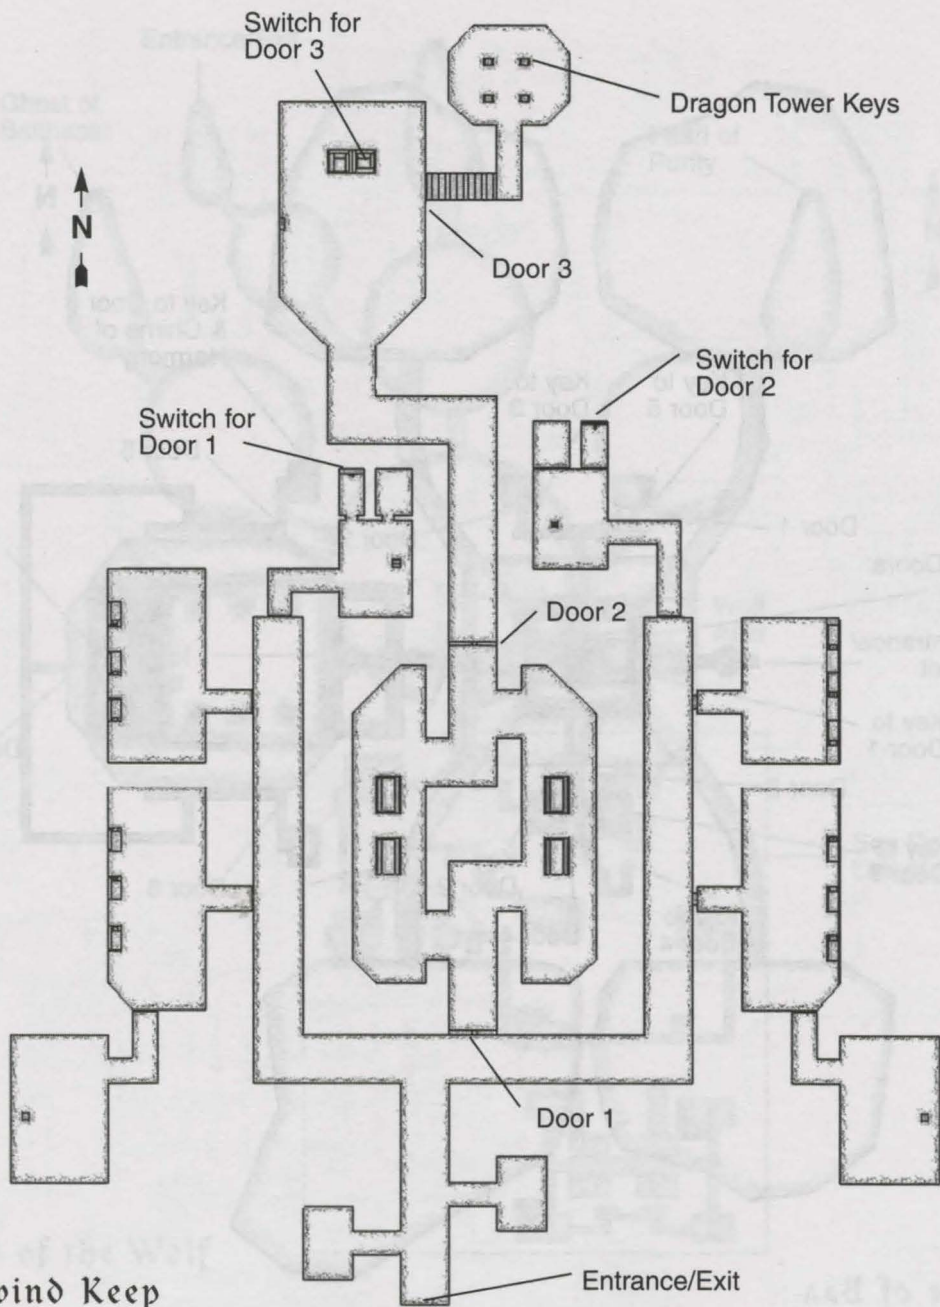 Switch for
Door 3
Dragon Tower Keys
N
Door 3
Switch for
Door 2
Switch for
Door 1
Door 2
Door 1
Entrance/Exit
wind Keep